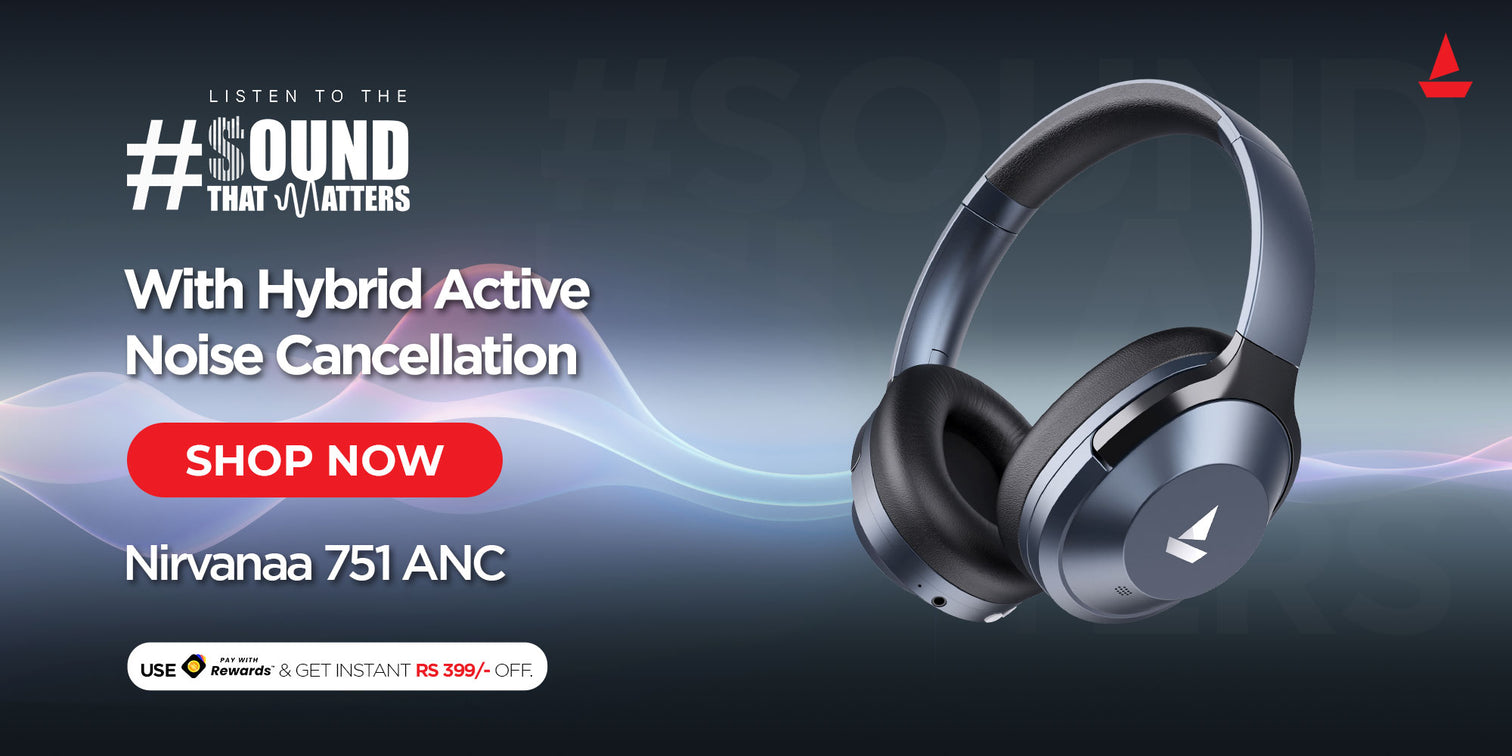 LISTEN TO THE
#SOUND
THAT MATTERS
With Hybrid Active
Noise Cancellation
SHOP NOW
Nirvanaa 751 ANC
USE PAY WITH Rewards™ & GET INSTANT RS 399/- OFF.